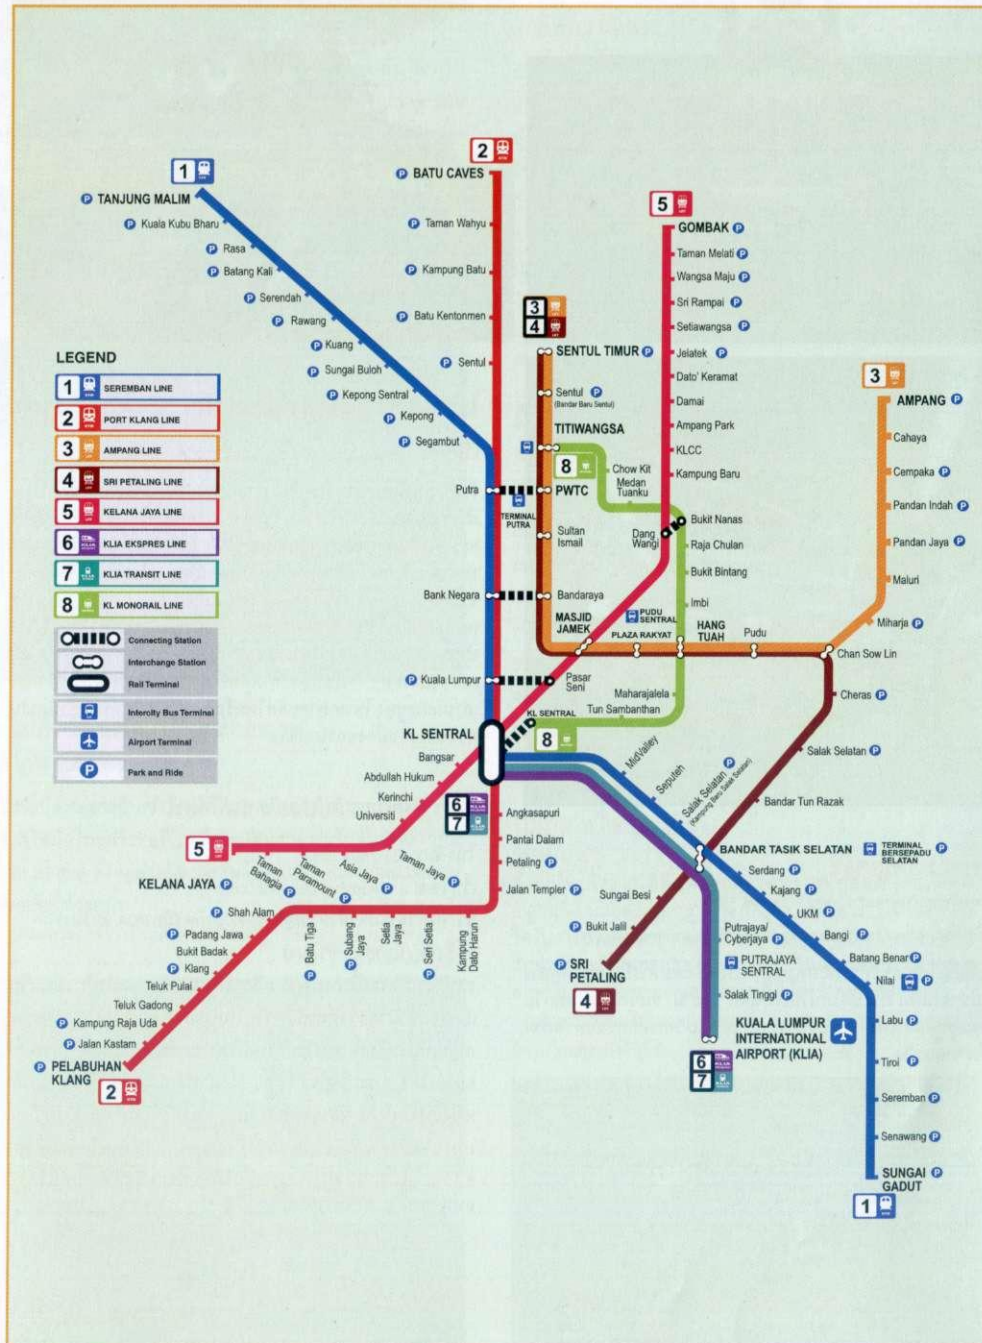 2
BATU CAVES
1
TANJUNG MALIM
Kuala Kubu Bharu
Rasa
Batang Kali
Serendah
Rawang
Kuang
Sungai Buloh
Kepong Sentral
Kepong
Segambut
Taman Wahyu
Kampung Batu
Batu Kentonmen
Sentul
Putra
Bank Negara
Kuala Lumpur
KL SENTRAL
5
GOMBAK
Taman Melati
Wangsa Maju
Sri Rampai
Setiawangsa
Jelatek
Dato' Keramat
Damai
Ampang Park
KLCC
Kampung Baru
Dang
Wangi
3
4
SENTUL TIMUR
Sentul
(Bandar Baru Sentul)
TITIWANGSA
8
PWTC
TERMINAL
PUTRA
Sultan
Ismail
Bandaraya
MASJID
JAMEK
Chow Kit
Medan
Tuanku
Bukit Nanas
Raja Chulan
Bukit Bintang
Imbi
PUDU
SENTRAL
PLAZA RAKYAT
HANG
TUAH
Pudu
Pasar
Seni
Maharajalela
Tun Sambanthan
KL SENTRAL
8
3
AMPANG
Cahaya
Cempaka
Pandan Indah
Pandan Jaya
Maluri
Miharja
Chan Sow Lin
Cheras
Salak Selatan
Bandar Tun Razak
LEGEND
1 SEREMBAN LINE
2 PORT KLANG LINE
3 AMPANG LINE
4 SRI PETALING LINE
5 KELANA JAYA LINE
6 KLIA EKSPRES LINE
7 KLIA TRANSIT LINE
8 KL MONORAIL LINE
Connecting Station
Interchange Station
Rail Terminal
Intercity Bus Terminal
Airport Terminal
P Park and Ride
Bangsar
Abdullah Hukum
Kerinchi
Universiti
5
KELANA JAYA
Taman
Bahagia
Taman
Paramount
Asia Jaya
Taman Jaya
6
7
Angkasapuri
Pantai Dalam
Petaling
Jalan Templer
Shah Alam
Padang Jawa
Bukit Badak
Klang
Teluk Pulai
Teluk Gadong
Kampung Raja Uda
Jalan Kastam
PELABUHAN
KLANG
2
Batu Tiga
Subang
Jaya
Setia
Jaya
Seri Setia
Kampung
Dato Harun
MidValley
Seputeh
Salak Selatan
(Kampung Baru Salak Selatan)
BANDAR TASIK SELATAN
TERMINAL
BERSEPADU
SELATAN
Sungai Besi
Bukit Jalil
SRI
PETALING
4
Serdang
Kajang
UKM
Bangi
Batang Benar
Nilai
Labu
Tiroi
Seremban
Senawang
SUNGAI
GADUT
1
Putrajaya/
Cyberjaya
PUTRAJAYA
SENTRAL
Salak Tinggi
KUALA LUMPUR
INTERNATIONAL
AIRPORT (KLIA)
6
7